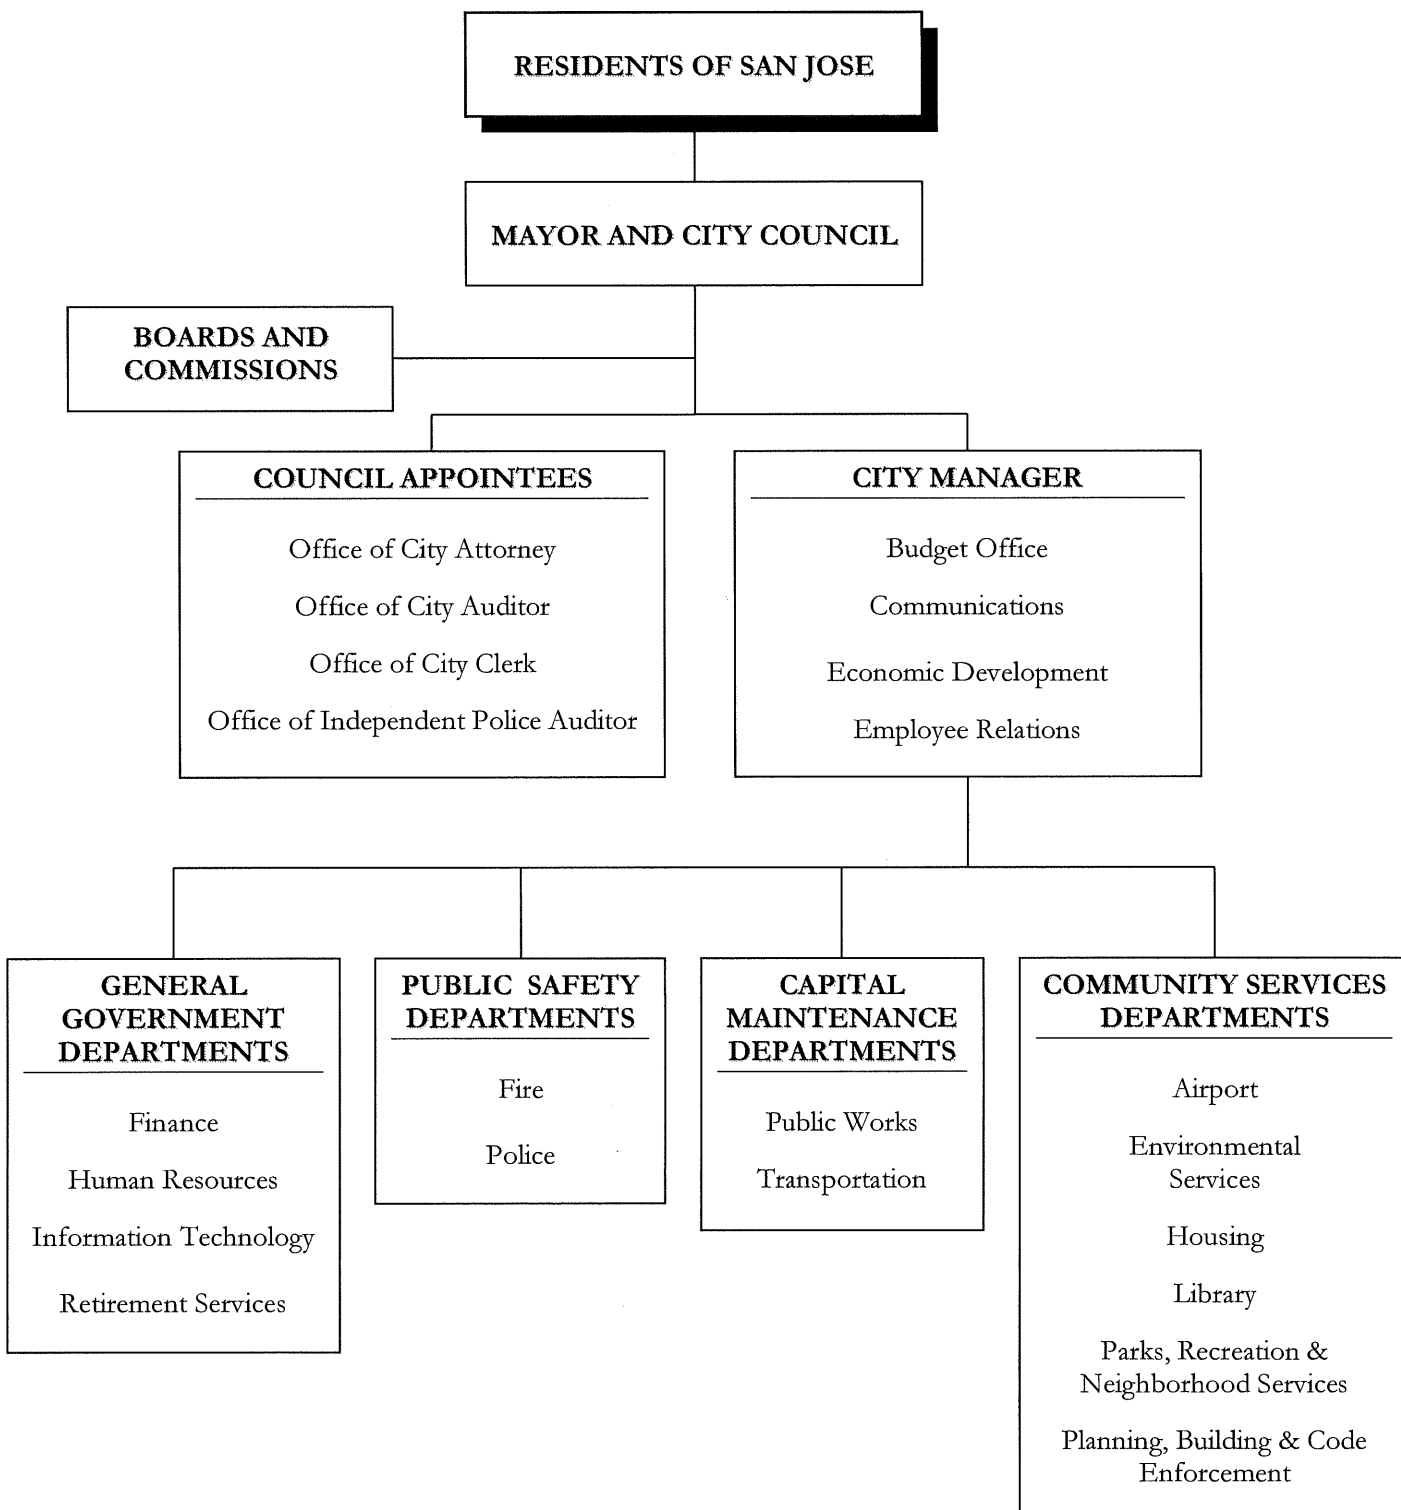 RESIDENTS OF SAN JOSE
MAYOR AND CITY COUNCIL
BOARDS AND
COMMISSIONS
COUNCIL APPOINTEES
Office of City Attorney
Office of City Auditor
Office of City Clerk
Office of Independent Police Auditor
CITY MANAGER
Budget Office
Communications
Economic Development
Employee Relations
GENERAL
GOVERNMENT
DEPARTMENTS
Finance
Human Resources
Information Technology
Retirement Services
PUBLIC SAFETY
DEPARTMENTS
Fire
Police
CAPITAL
MAINTENANCE
DEPARTMENTS
Public Works
Transportation
COMMUNITY SERVICES
DEPARTMENTS
Airport
Environmental
Services
Housing
Library
Parks, Recreation &
Neighborhood Services
Planning, Building & Code
Enforcement